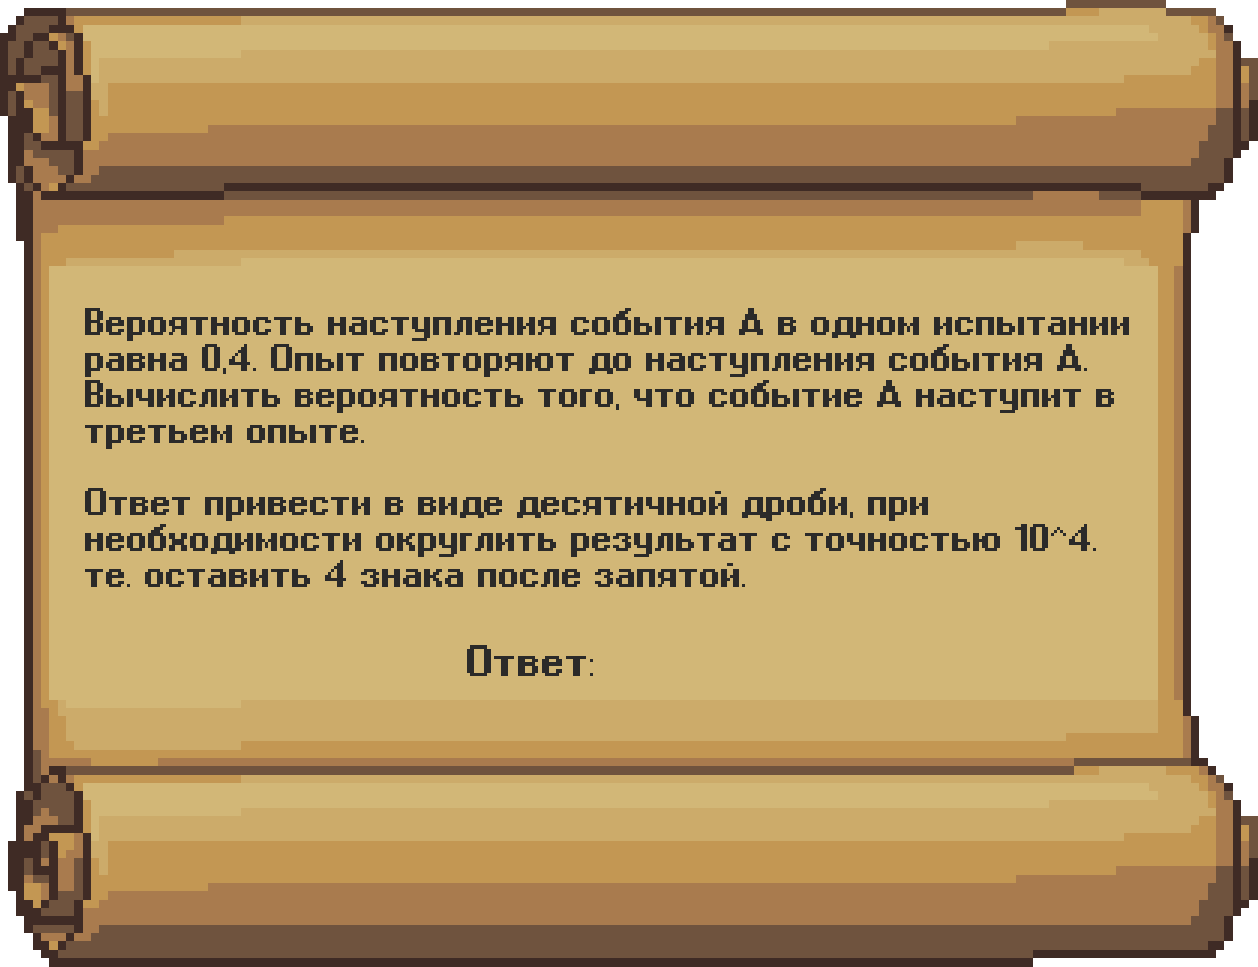 Вероятность наступления события А в одном испытании
равна 0,4. Опыт повторяют до наступления события А.
Вычислить вероятность того, что событие А наступит в
третьем опыте.
Ответ привести в виде десятичной дроби, при
необходимости округлить результат с точностью 10^4.
те. оставить 4 знака после запятой.
Ответ: